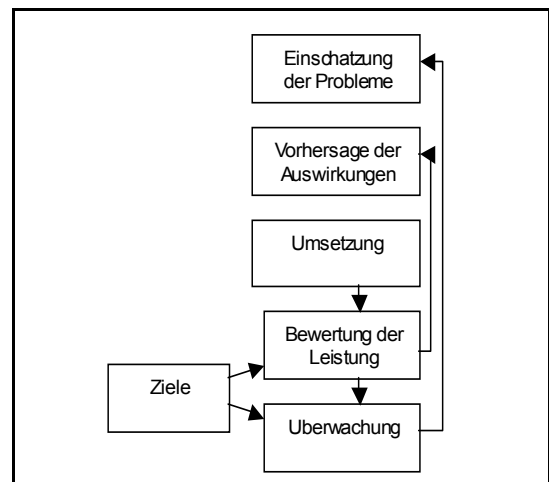 Einschatzung
der Probleme
Vorhersage der
Auswirkungen
Umsetzung
Bewertung der
Leistung
Ziele
Uberwachung